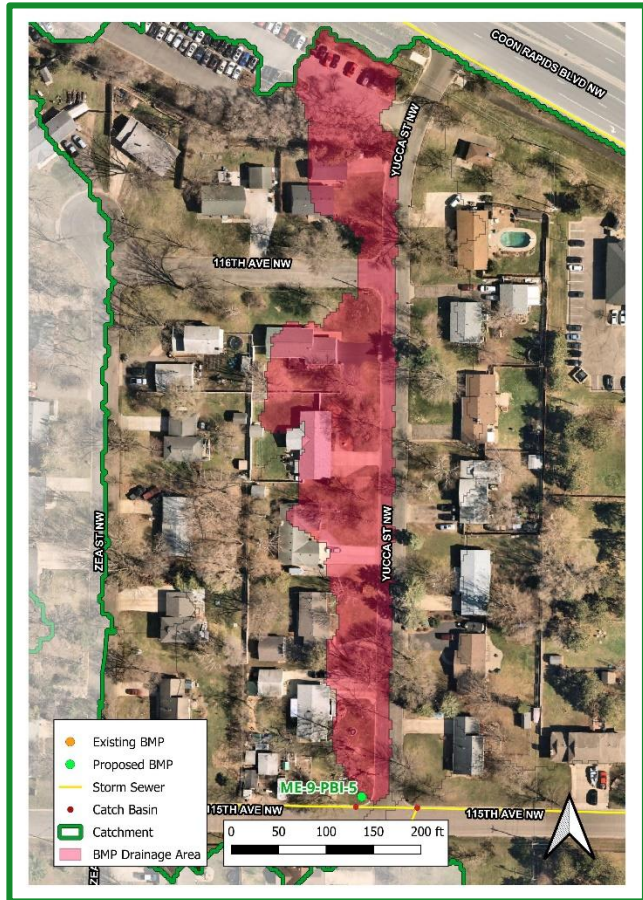 COON RAPIDS BLVD NW
YUCCA ST NW
116TH AVE NW
ZEA ST NW
YUCCA ST NW
Existing BMP
Proposed BMP
Storm Sewer
Catch Basin
Catchment
BMP Drainage Area
ME-9-PBI-5
115TH AVE NW
115TH AVE NW
ZEA
0 50 100 150 200 ft